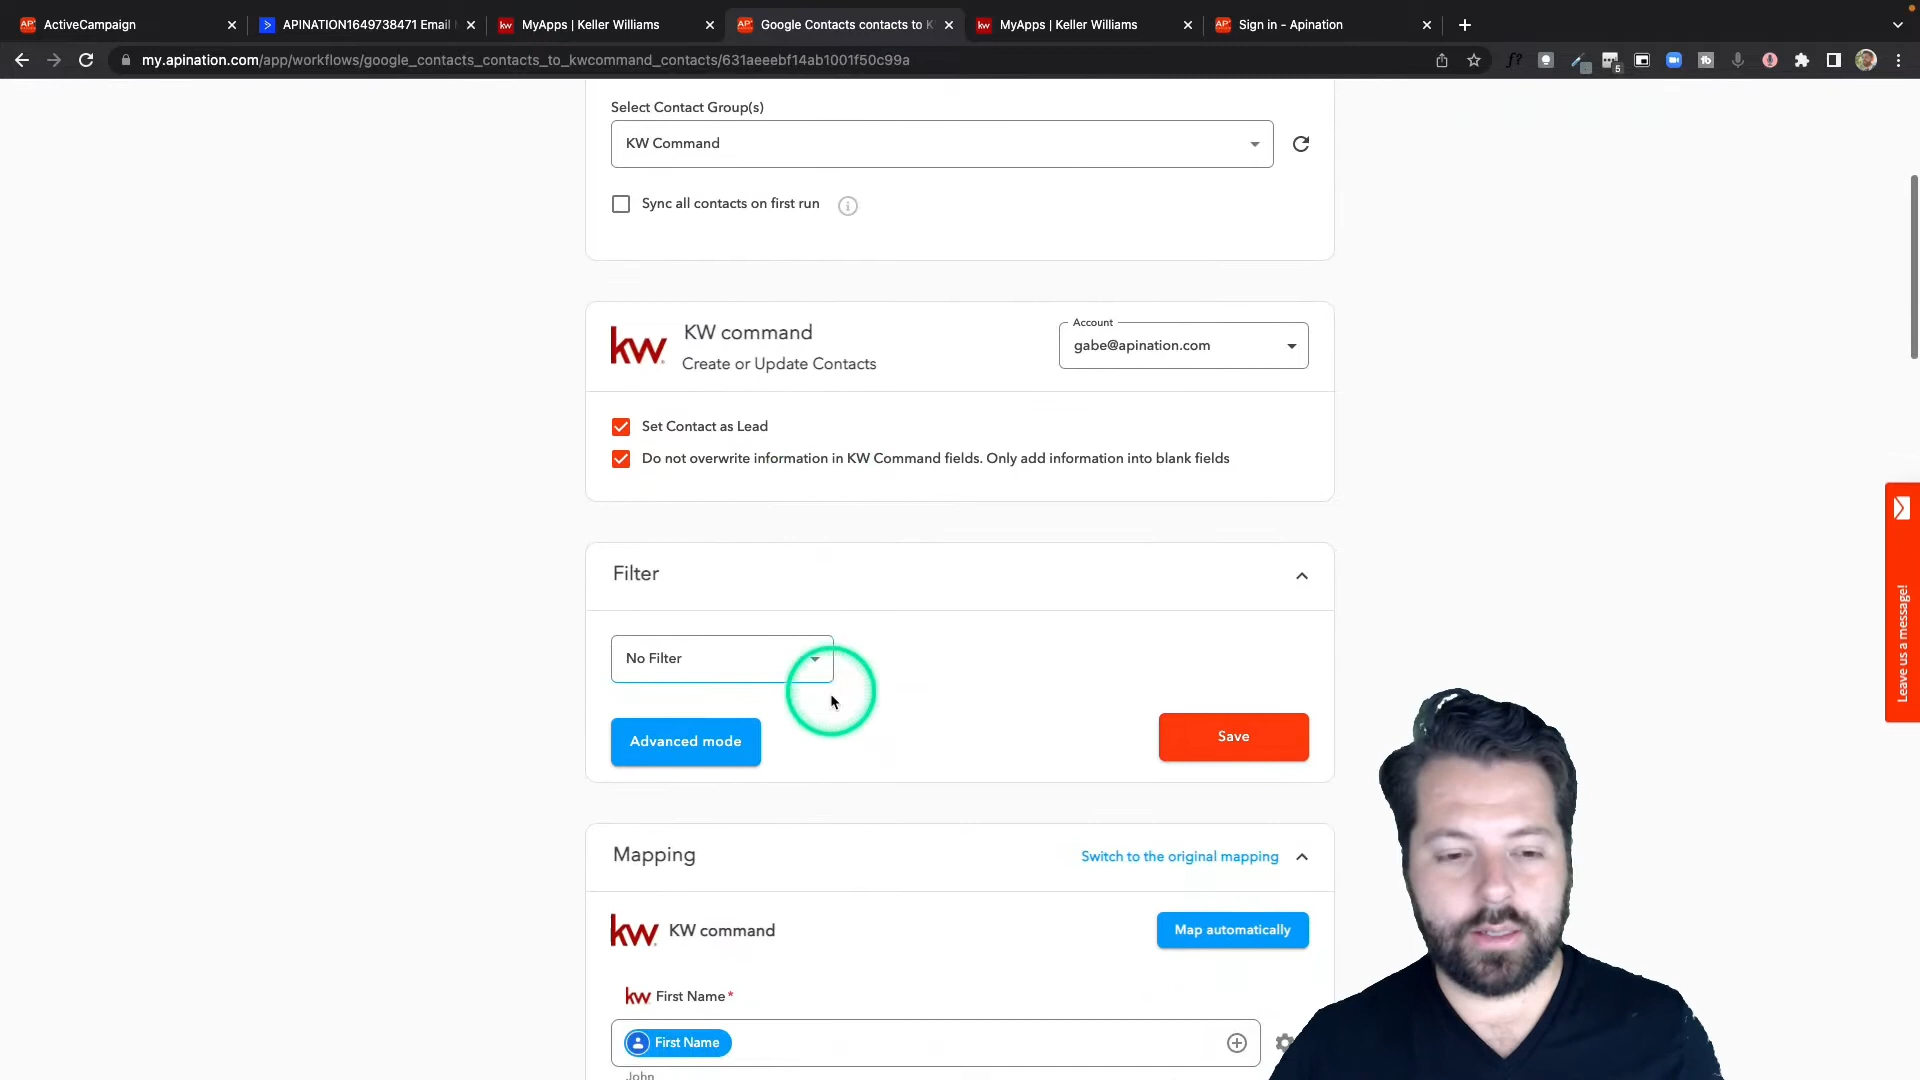 ActiveCampaign
APINATION1649738471 Email
MyApps | Keller Williams
Google Contacts contacts to K
MyApps | Keller Williams
Sign in - Apination
my.apination.com/app/workflows/google_contacts_contacts_to_kwcommand_contacts/631aeeebf14ab1001f50c99a
Select Contact Group(s)
KW Command
Sync all contacts on first run
kw
KW command
Create or Update Contacts
Account
gabe@apination.com
Set Contact as Lead
Do not overwrite information in KW Command fields. Only add information into blank fields
Filter
No Filter
Advanced mode
Save
Leave us a message!
Mapping
Switch to the original mapping
kw
KW command
Map automatically
kw First Name*
First Name
John